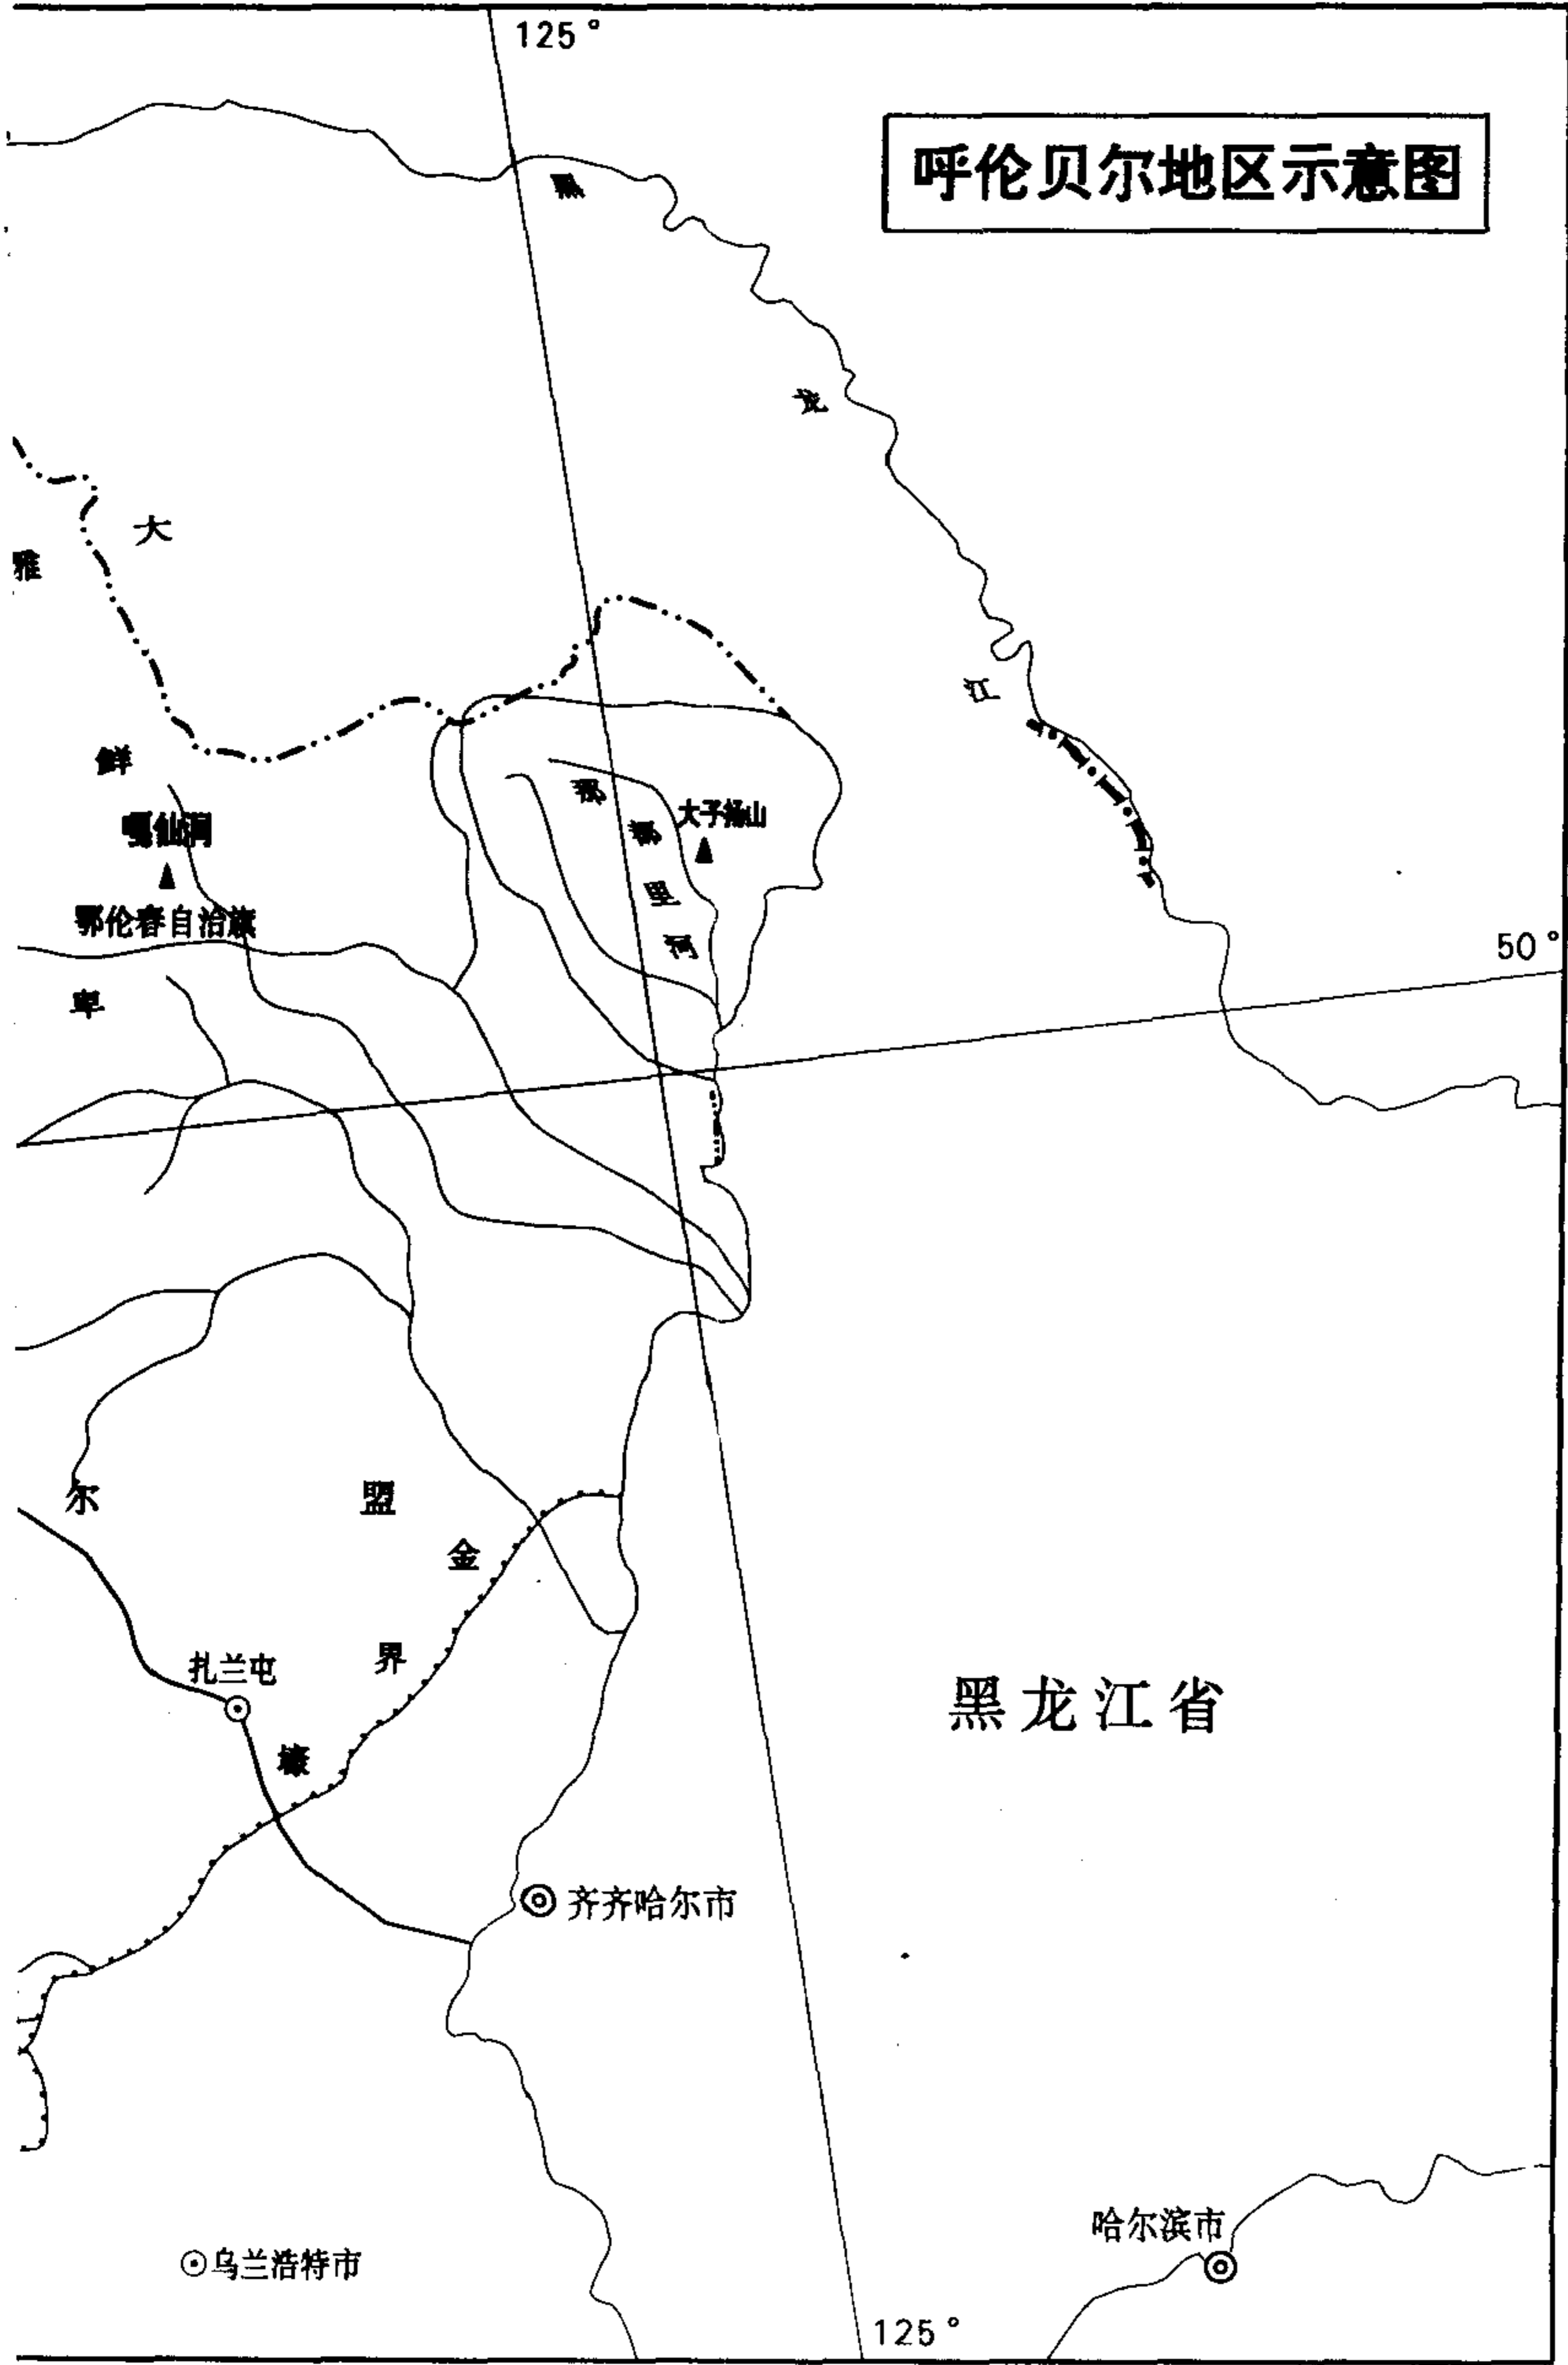 125°
呼伦贝尔地区示意图
黑
龙
江
大
雅
鲜
嘎仙洞
鄂伦春自治旗
卑
那
都
里
河
大子杨山
50°
尔
盟
金
界
壕
扎兰屯
黑龙江省
齐齐哈尔市
哈尔滨市
乌兰浩特市
125°